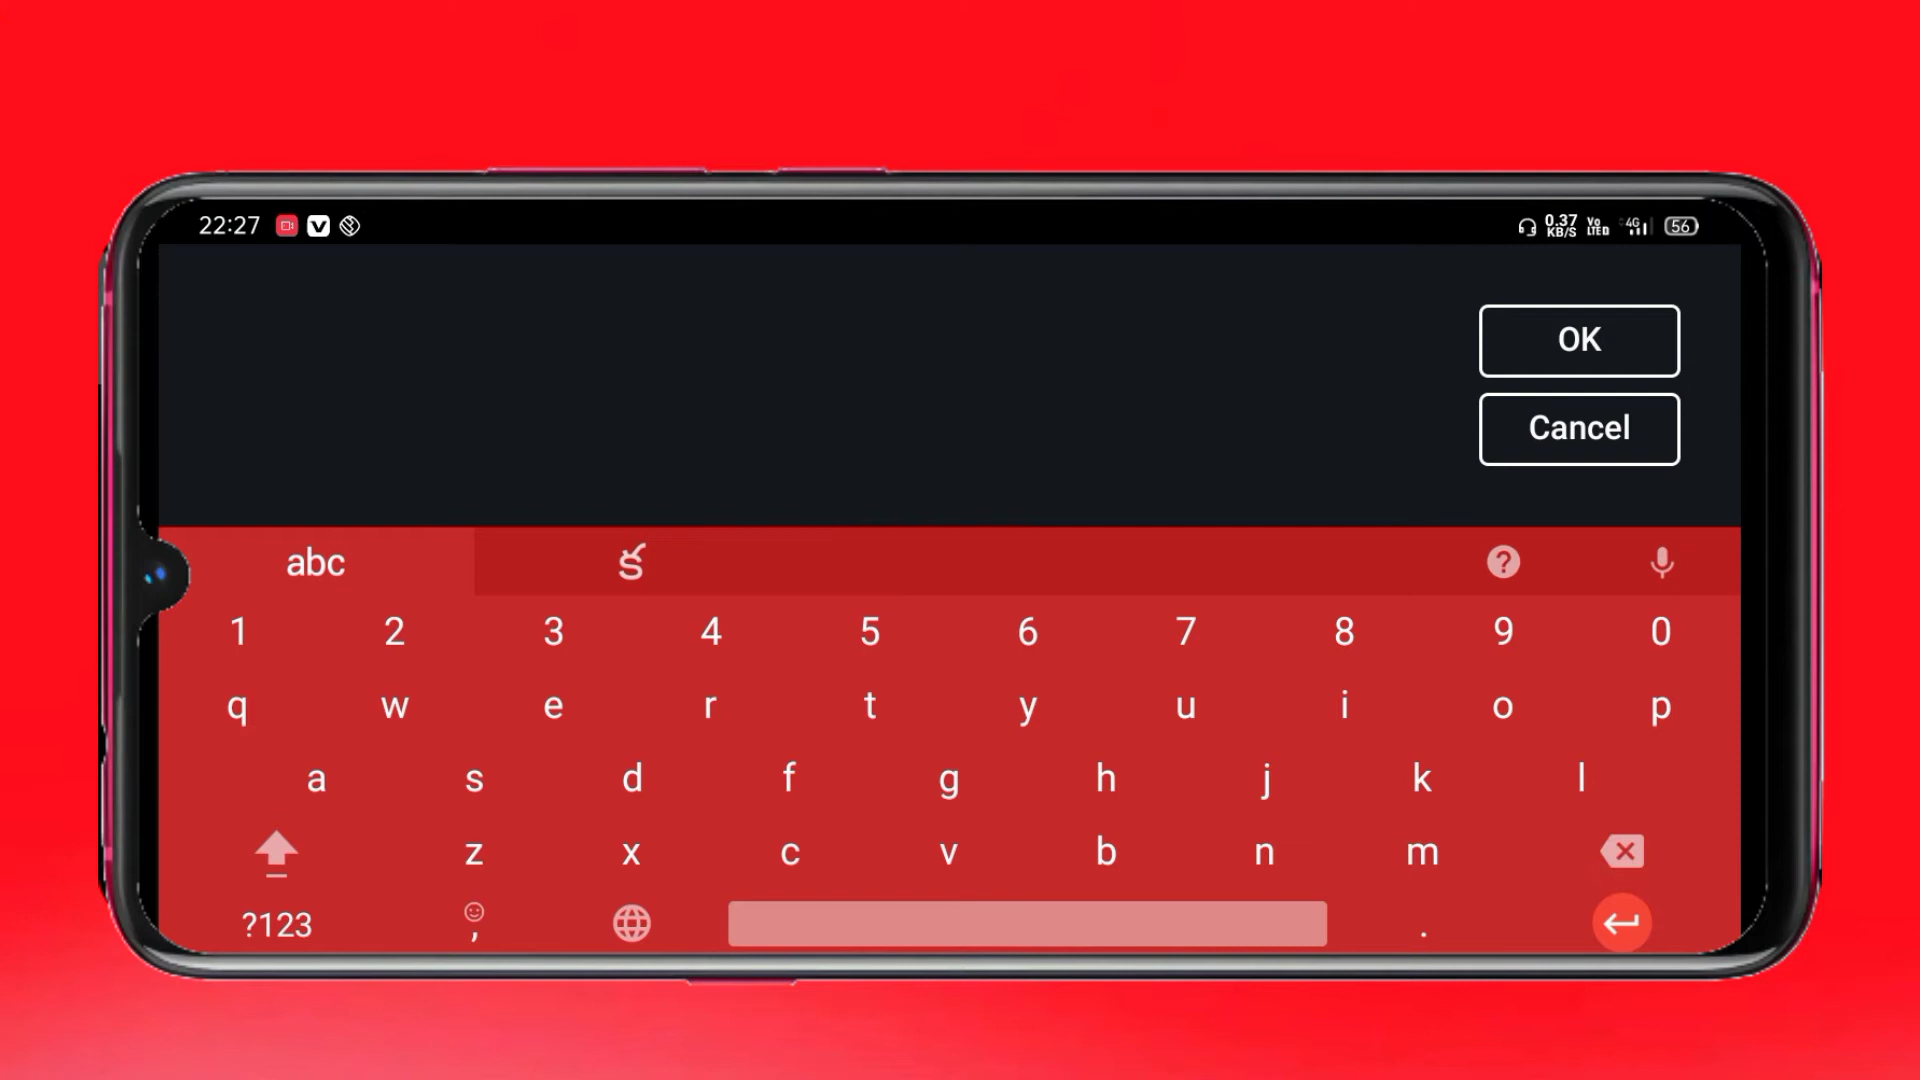 22:27 0.37 KB/S Vo LTE 4G 56
OK
Cancel
abc క ?
1 2 3 4 5 6 7 8 9 0
q w e r t y u i o p
a s d f g h j k l
z x c v b n m
?123 , .